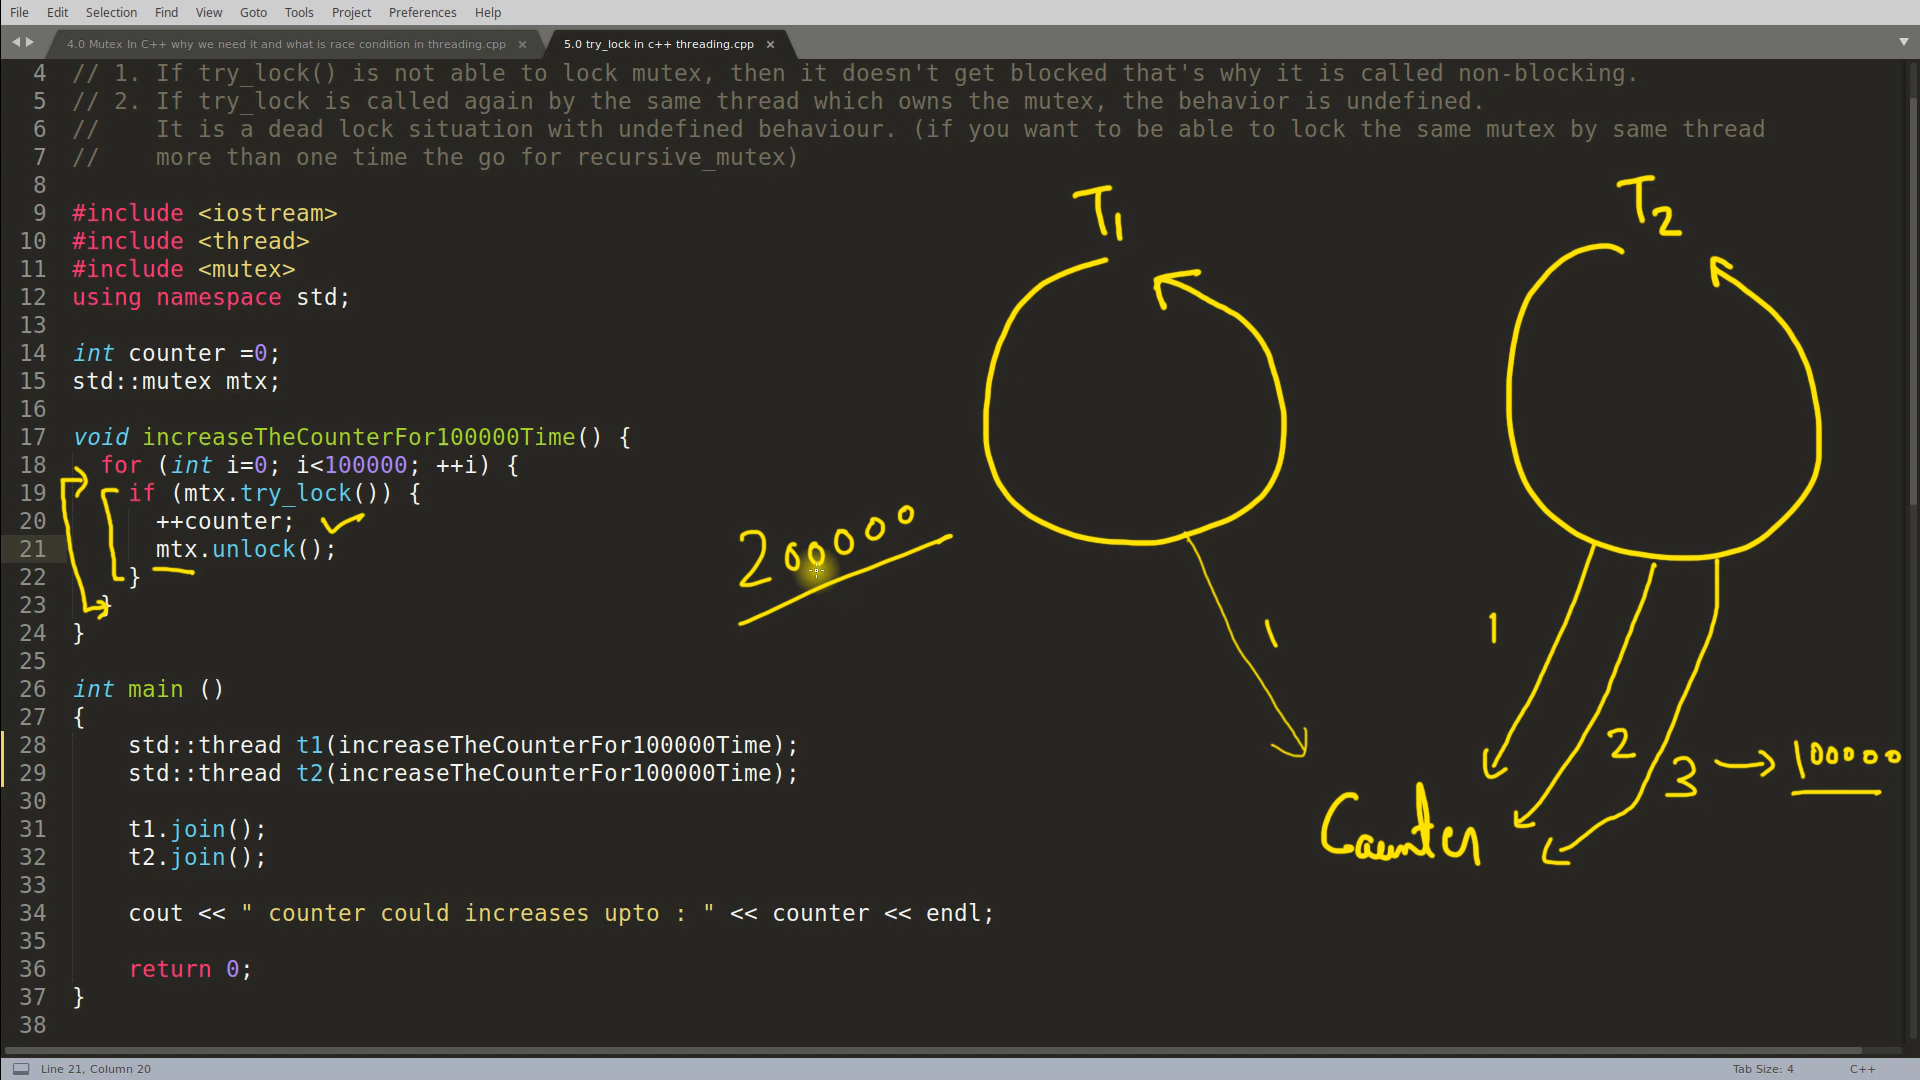 File Edit Selection Find View Goto Tools Project Preferences Help
4.0 Mutex In C++ why we need it and what is race condition in threading.cpp × 5.0 try_lock in c++ threading.cpp ×
4 // 1. If try_lock() is not able to lock mutex, then it doesn't get blocked that's why it is called non-blocking.
5 // 2. If try_lock is called again by the same thread which owns the mutex, the behavior is undefined.
6 //    It is a dead lock situation with undefined behaviour. (if you want to be able to lock the same mutex by same thread
7 //    more than one time the go for recursive_mutex)
8
9 #include <iostream>
10 #include <thread>
11 #include <mutex>
12 using namespace std;
13
14 int counter =0;
15 std::mutex mtx;
16
17 void increaseTheCounterFor100000Time() {
18   for (int i=0; i<100000; ++i) {
19     if (mtx.try_lock()) {
20       ++counter;
21       mtx.unlock();
22     }
23   }
24 }
25
26 int main ()
27 {
28     std::thread t1(increaseTheCounterFor100000Time);
29     std::thread t2(increaseTheCounterFor100000Time);
30
31     t1.join();
32     t2.join();
33
34     cout << " counter could increases upto : " << counter << endl;
35
36     return 0;
37 }
38
T1
T2
200000
1
1
2
3
100000
Counter
Line 21, Column 20 Tab Size: 4 C++